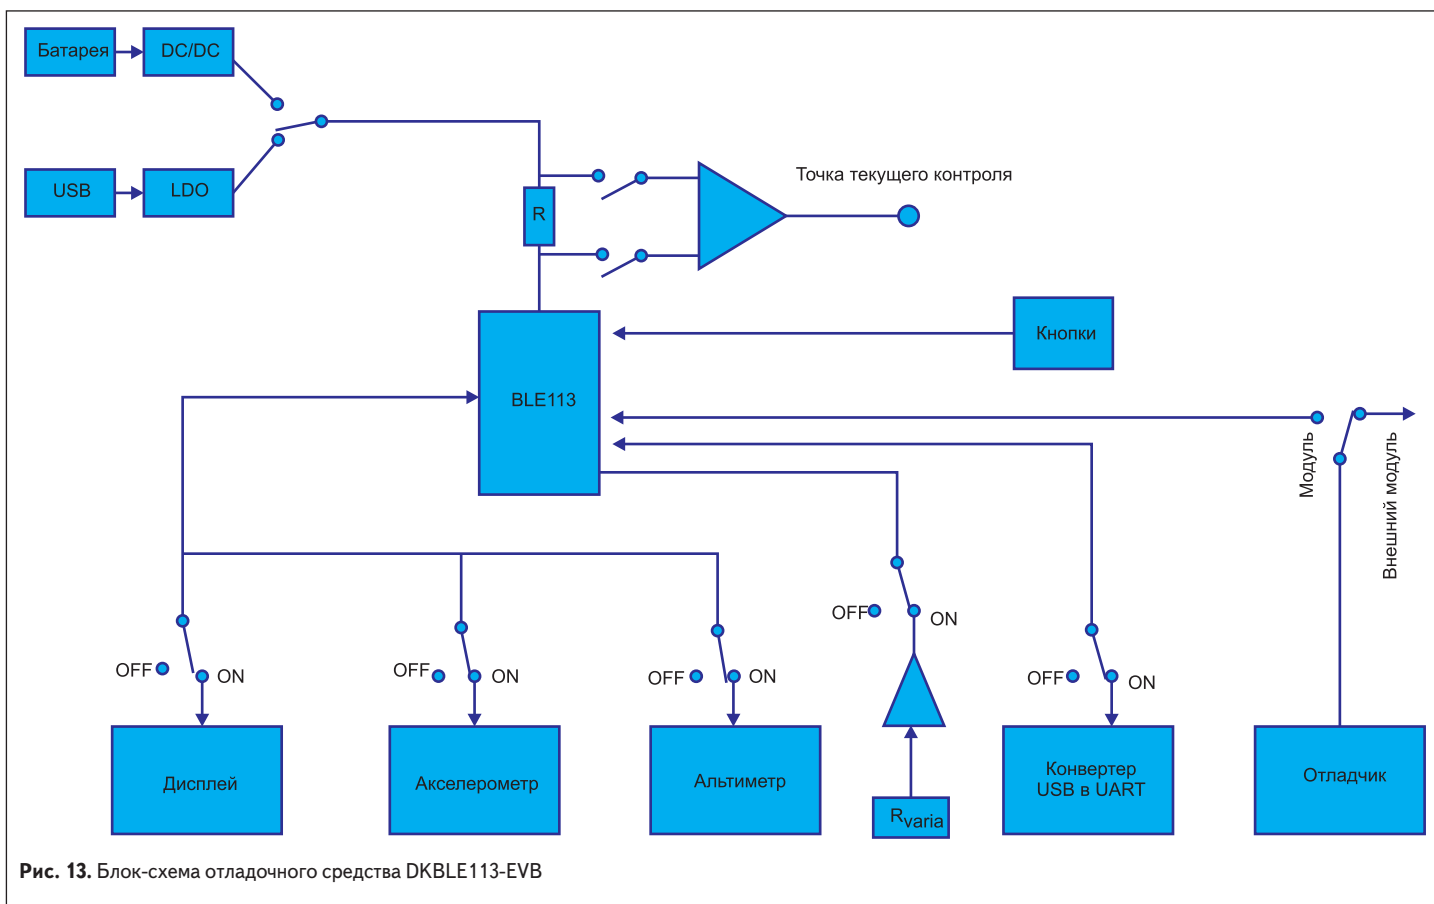 Батарея
DC/DC
USB
LDO
R
Точка текущего контроля
Кнопки
BLE113
Модуль
Внешний модуль
OFF
ON
OFF
ON
OFF
ON
OFF
ON
OFF
ON
Дисплей
Акселерометр
Альтиметр
Rvaria
Конвертер
USB в UART
Отладчик
Рис. 13. Блок-схема отладочного средства DKBLE113-EVB